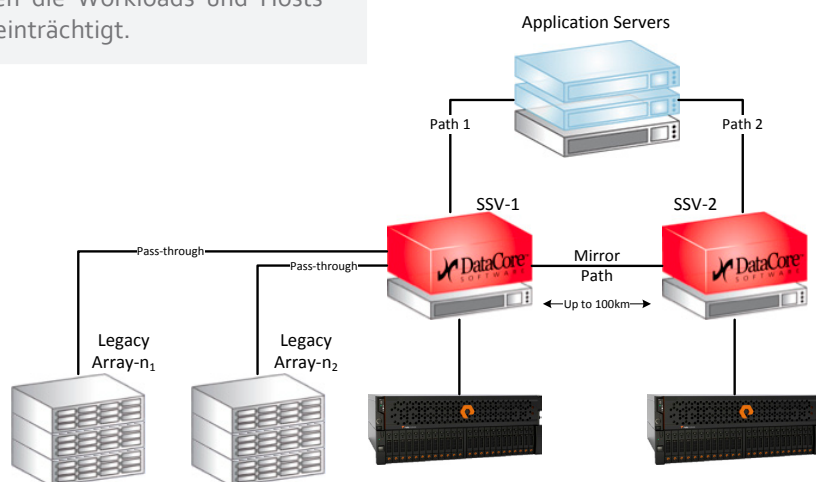 en die Workloads und Hosts
einträchtigt.
Application Servers
Path 1
Path 2
SSV-1
SSV-2
Pass-through
Pass-through
DataCore
SOFTWARE
Mirror
Path
DataCore
SOFTWARE
Up to 100km
Legacy
Array-n1
Legacy
Array-n2